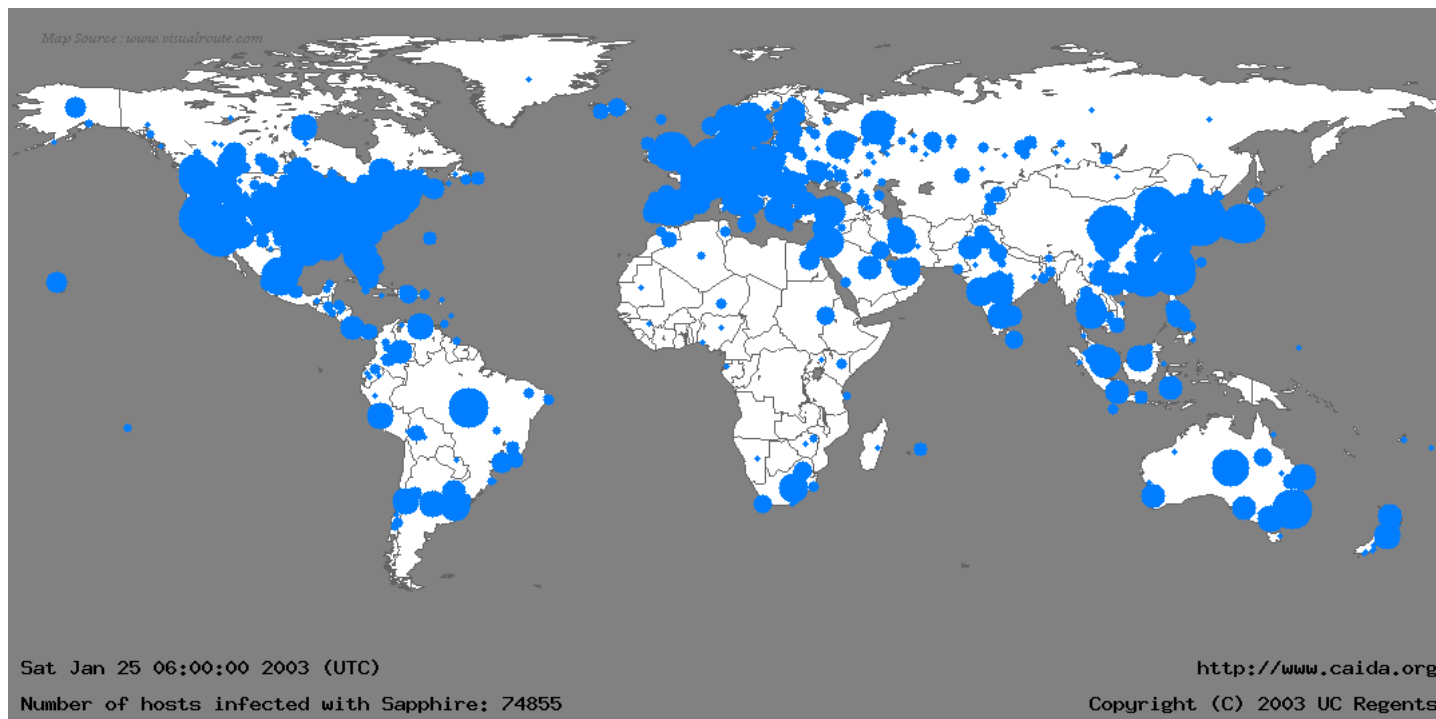 Map Source : www.visualroute.com
Sat Jan 25 06:00:00 2003 (UTC)
http://www.caida.org
Number of hosts infected with Sapphire: 74855
Copyright (C) 2003 UC Regents